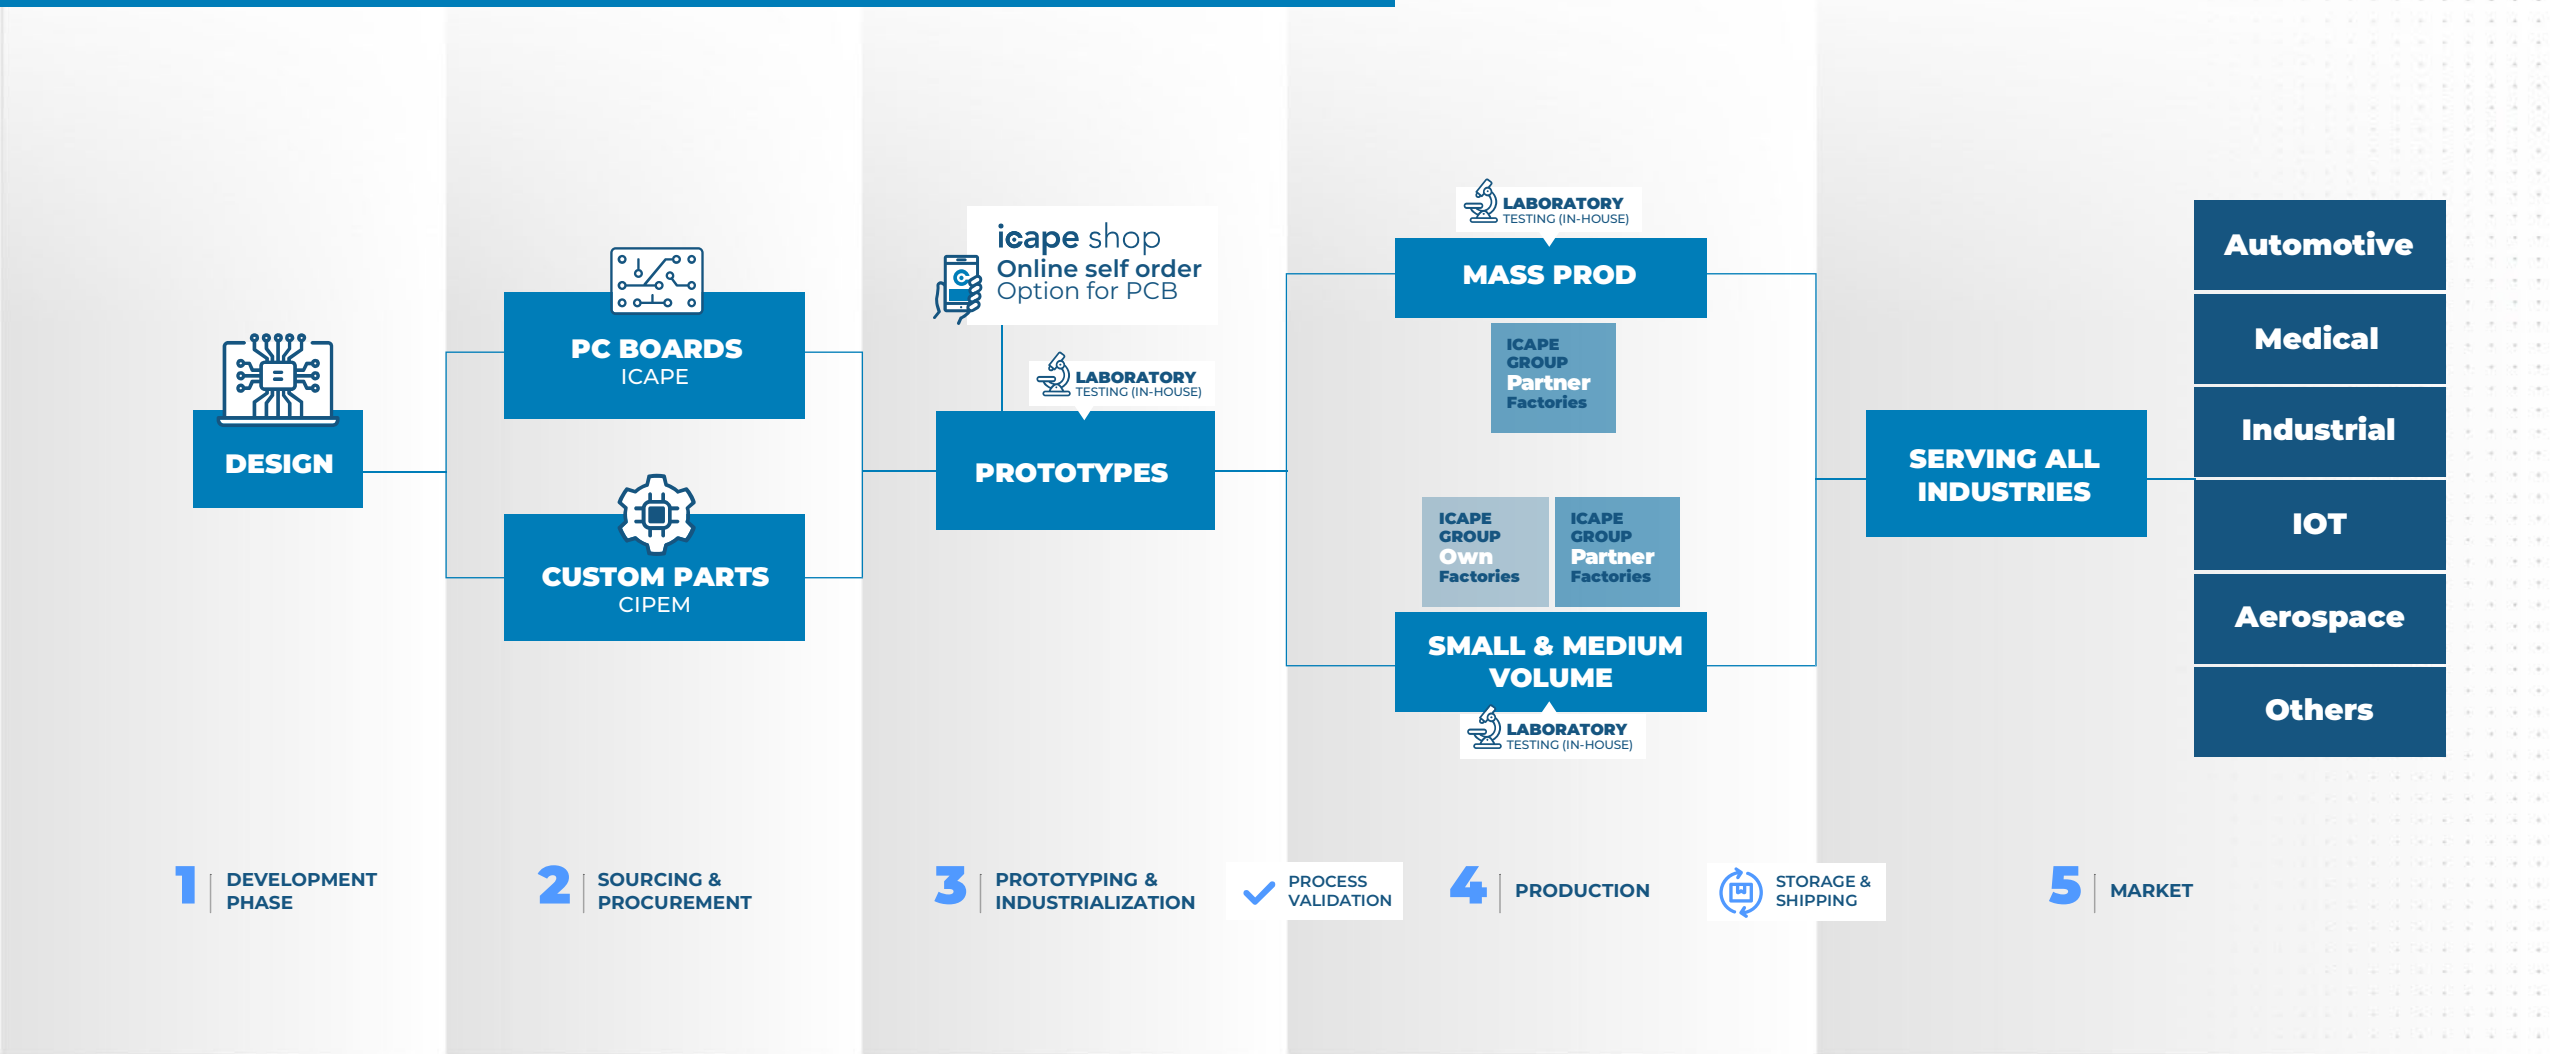 DESIGN
PC BOARDS
ICAPE
CUSTOM PARTS
CIPEM
icape shop
Online self order
Option for PCB
LABORATORY
TESTING (IN-HOUSE)
PROTOTYPES
LABORATORY
TESTING (IN-HOUSE)
MASS PROD
ICAPE
GROUP
Partner
Factories
ICAPE
GROUP
Own
Factories
ICAPE
GROUP
Partner
Factories
SMALL & MEDIUM
VOLUME
LABORATORY
TESTING (IN-HOUSE)
SERVING ALL
INDUSTRIES
Automotive
Medical
Industrial
IOT
Aerospace
Others
1 DEVELOPMENT
PHASE
2 SOURCING &
PROCUREMENT
3 PROTOTYPING &
INDUSTRIALIZATION
PROCESS
VALIDATION
4 PRODUCTION
STORAGE &
SHIPPING
5 MARKET